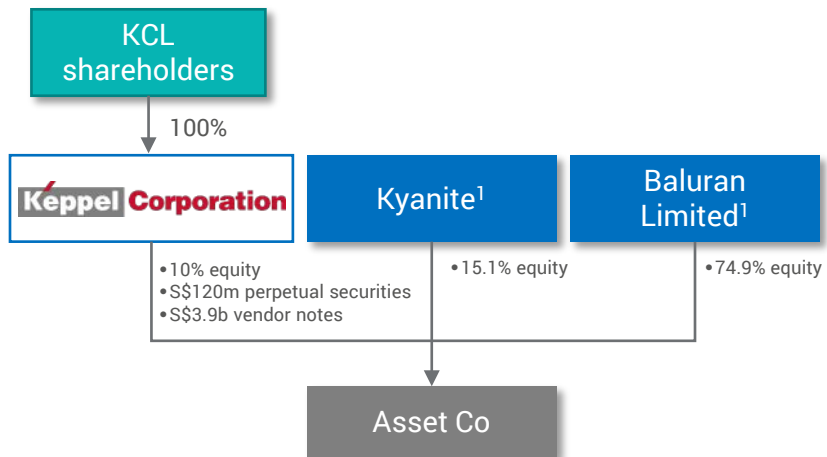 KCL
shareholders
100%
Keppel Corporation
Kyanite¹
Baluran
Limited¹
•10% equity
•S$120m perpetual securities
•S$3.9b vendor notes
•15.1% equity
•74.9% equity
Asset Co